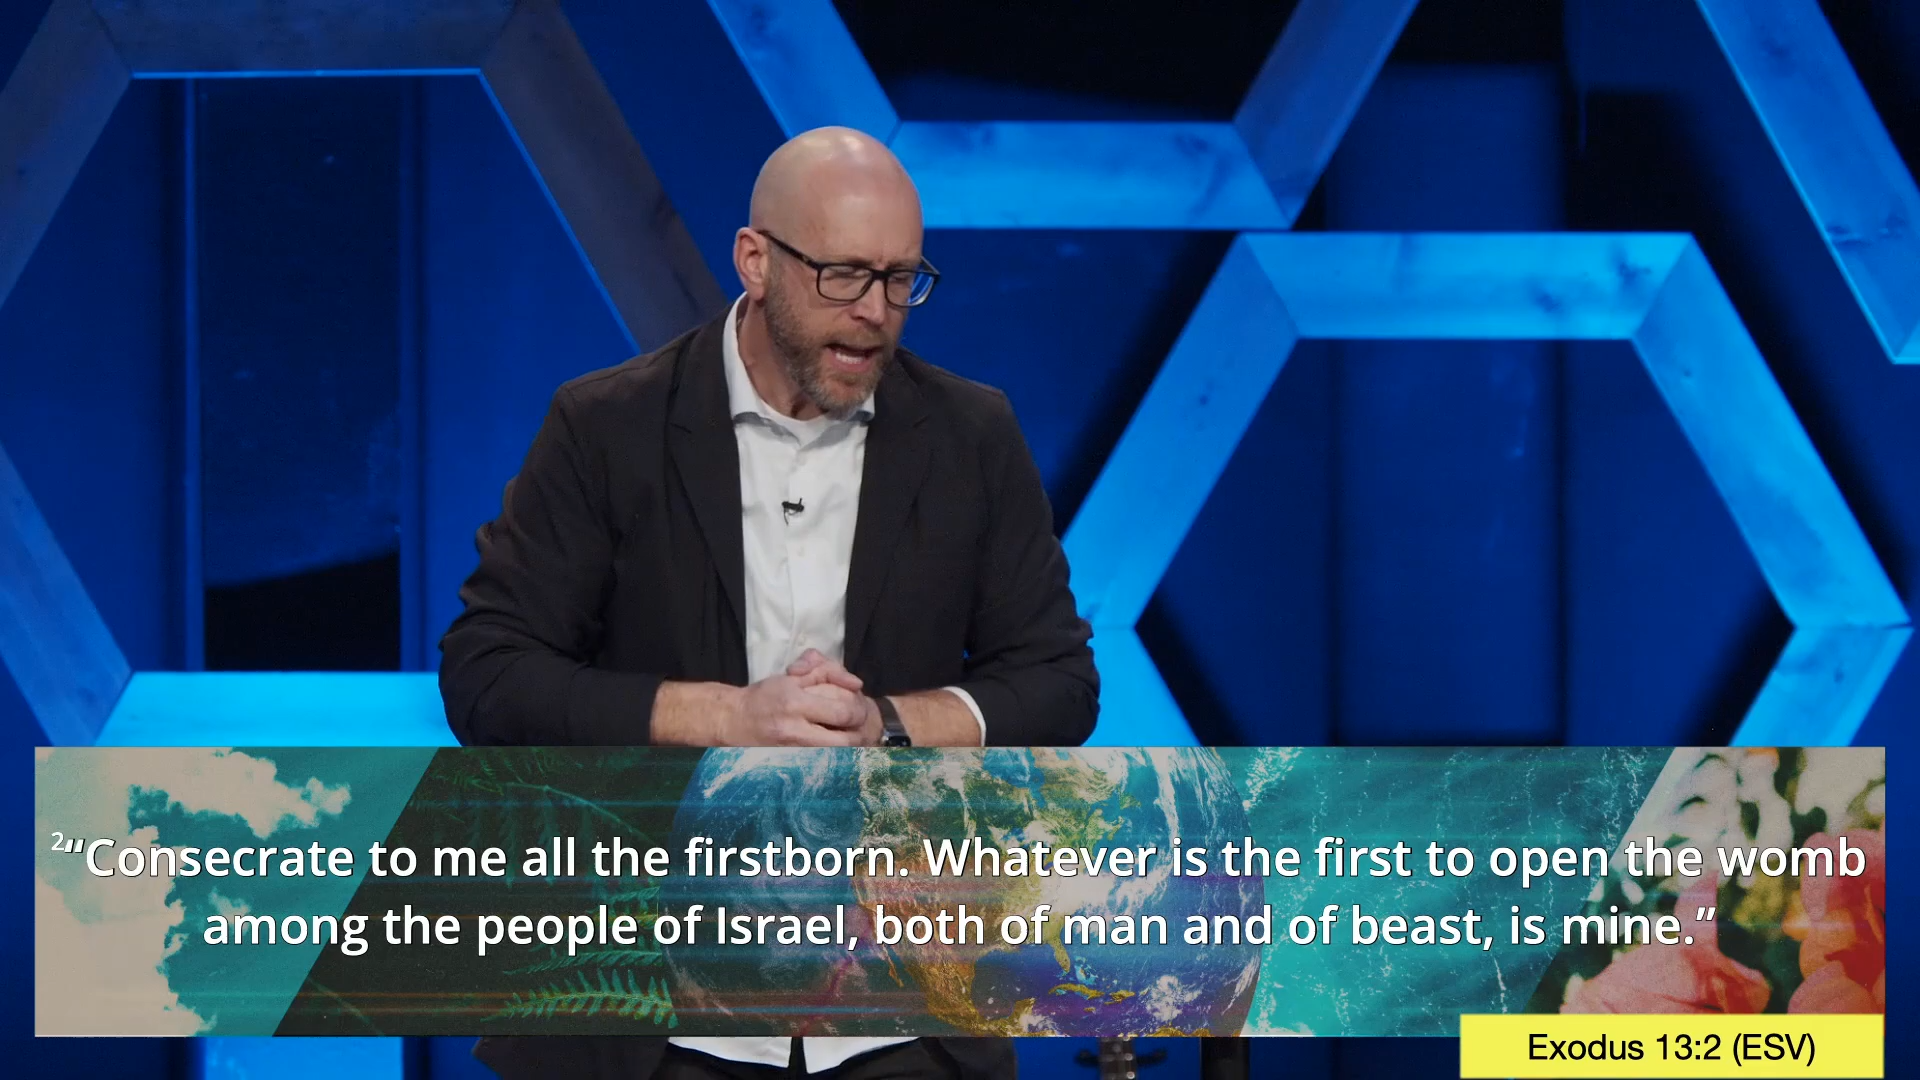 ²“Consecrate to me all the firstborn. Whatever is the first to open the womb
among the people of Israel, both of man and of beast, is mine.”
Exodus 13:2 (ESV)